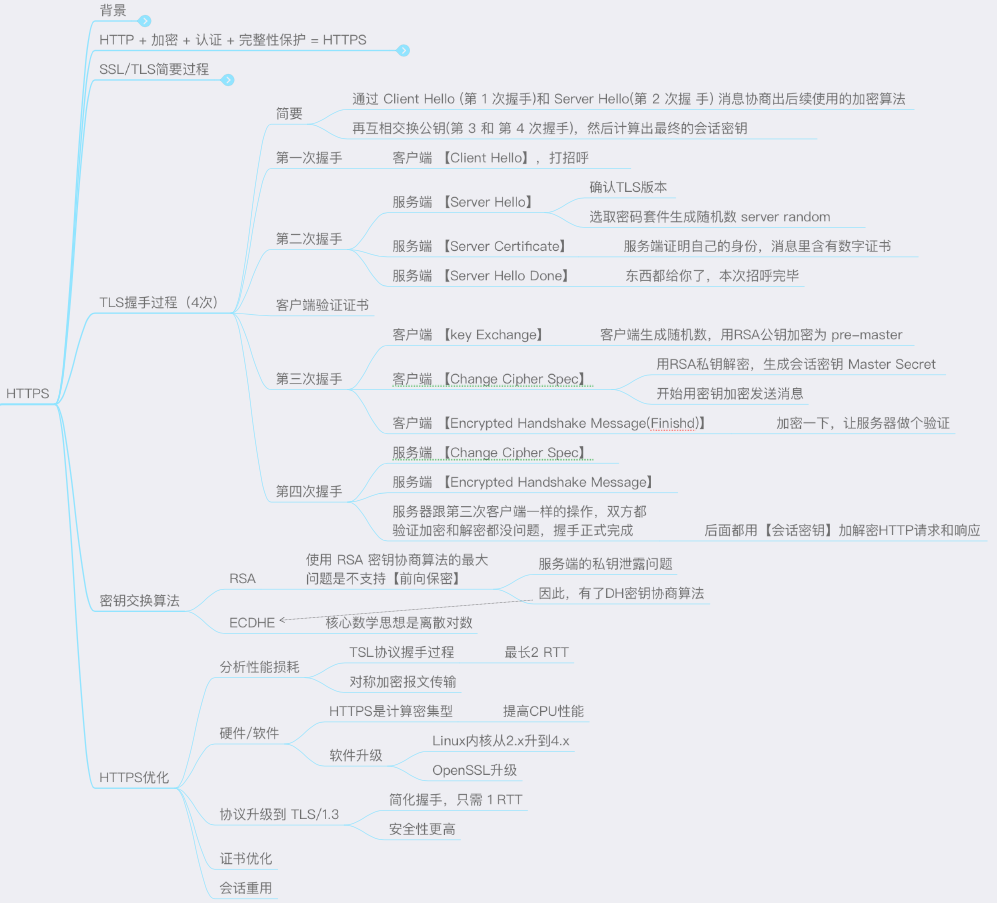 背景
HTTP + 加密 + 认证 + 完整性保护 = HTTPS
SSL/TLS简要过程
简要
通过 Client Hello (第 1 次握手)和 Server Hello(第 2 次握 手) 消息协商出后续使用的加密算法
再互相交换公钥(第 3 和 第 4 次握手)，然后计算出最终的会话密钥
第一次握手
客户端 【Client Hello】，打招呼
第二次握手
服务端 【Server Hello】
确认TLS版本
选取密码套件生成随机数 server random
服务端 【Server Certificate】
服务端证明自己的身份，消息里含有数字证书
服务端 【Server Hello Done】
东西都给你了，本次招呼完毕
TLS握手过程（4次）
客户端验证证书
第三次握手
客户端 【key Exchange】
客户端生成随机数，用RSA公钥加密为 pre-master
客户端 【Change Cipher Spec】
用RSA私钥解密，生成会话密钥 Master Secret
开始用密钥加密发送消息
客户端 【Encrypted Handshake Message(Finishd)】
加密一下，让服务器做个验证
HTTPS
第四次握手
服务端 【Change Cipher Spec】
服务端 【Encrypted Handshake Message】
服务器跟第三次客户端一样的操作，双方都
验证加密和解密都没问题，握手正式完成
后面都用【会话密钥】加解密HTTP请求和响应
密钥交换算法
RSA
使用 RSA 密钥协商算法的最大
问题是不支持【前向保密】
服务端的私钥泄露问题
因此，有了DH密钥协商算法
ECDHE
核心数学思想是离散对数
HTTPS优化
分析性能损耗
TSL协议握手过程
最长2 RTT
对称加密报文传输
硬件/软件
HTTPS是计算密集型
提高CPU性能
软件升级
Linux内核从2.x升到4.x
OpenSSL升级
协议升级到 TLS/1.3
简化握手，只需 1 RTT
安全性更高
证书优化
会话重用